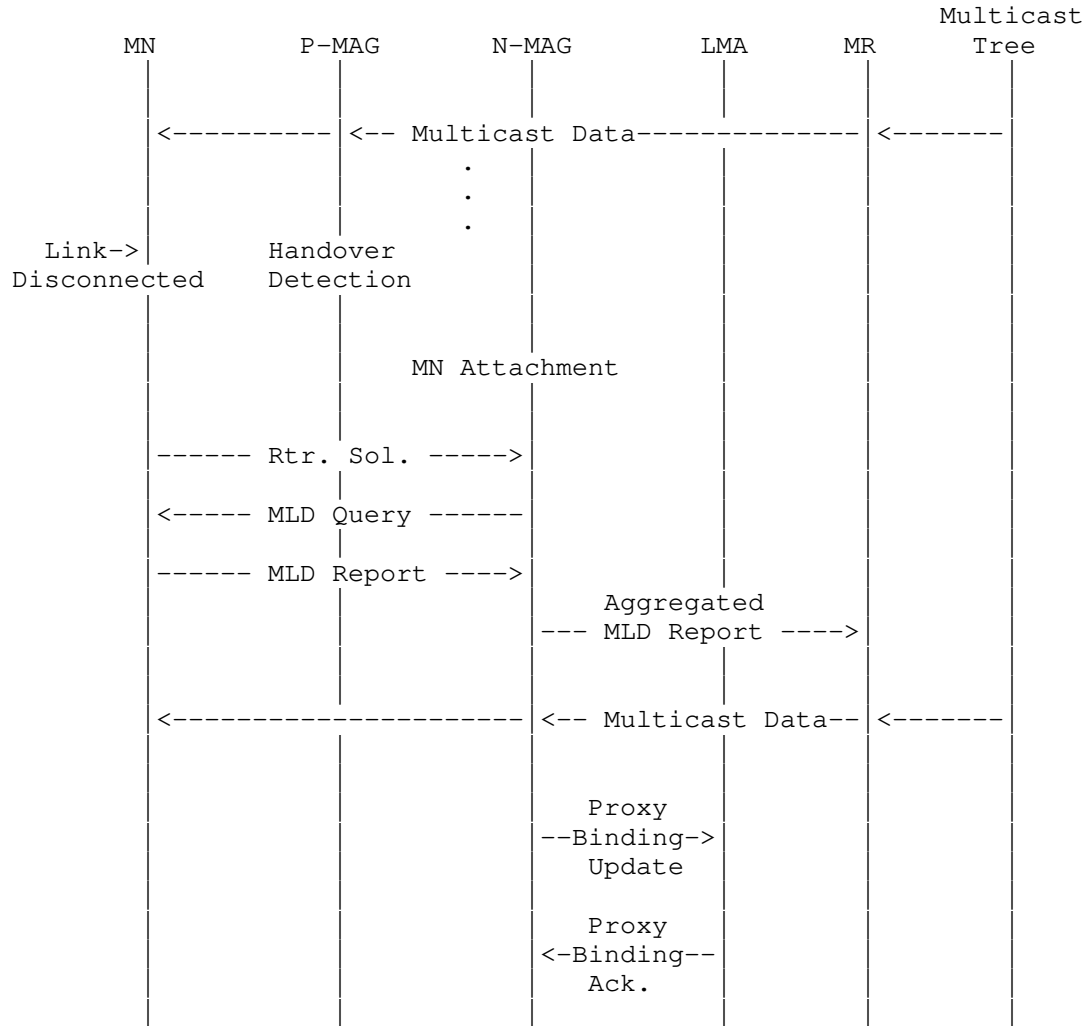 Multicast
MN P-MAG N-MAG LMA MR Tree
| | | | | |
|<----------|<-- Multicast Data--------------|<-------|
.
.
.
Link-> Handover
Disconnected Detection
MN Attachment
|------ Rtr. Sol. ----->|
|<----- MLD Query ------|
|------ MLD Report ---->|
Aggregated
|--- MLD Report ---->|
|<----------------------|<-- Multicast Data--|<-------|
Proxy
|--Binding->|
Update
Proxy
|<-Binding--|
Ack.